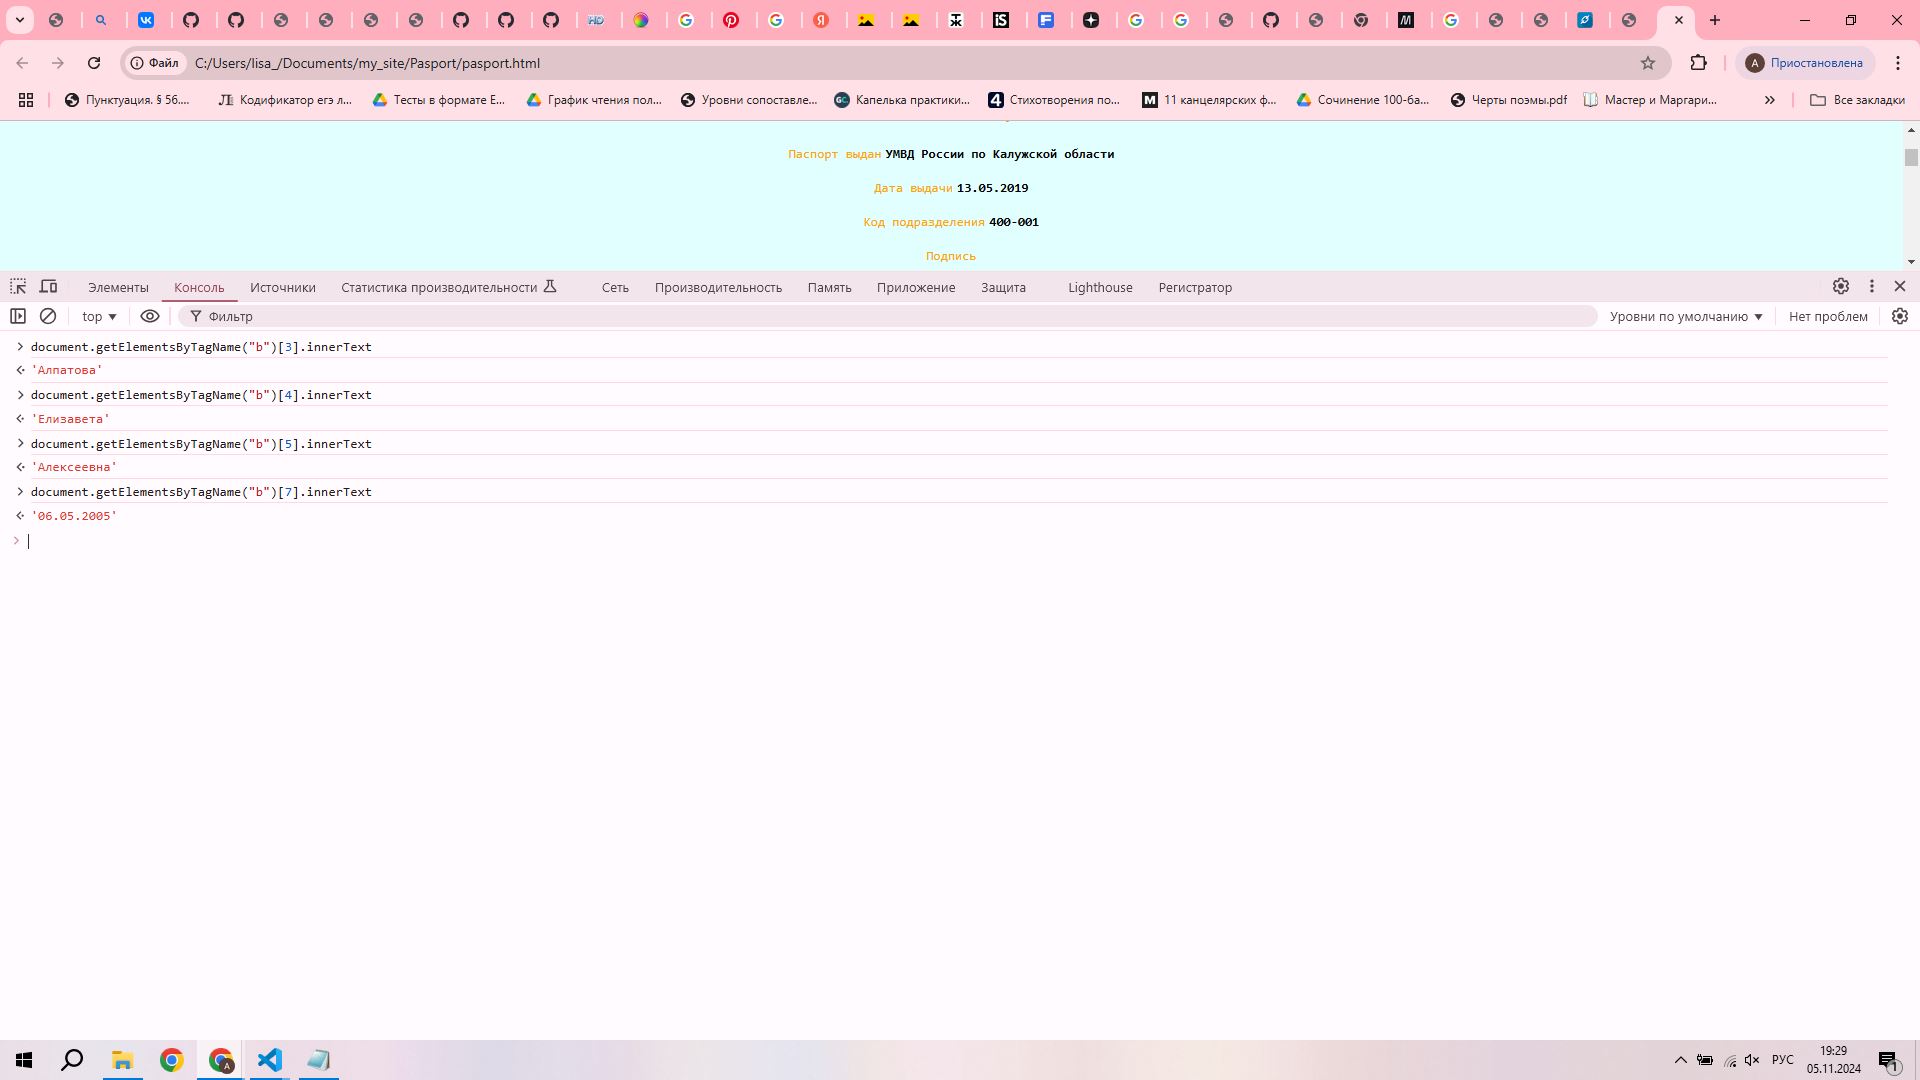 Файл
C:/Users/lisa_/Documents/my_site/Pasport/pasport.html
A
Приостановлена
Пунктуация. § 56....
Кодификатор егэ л...
Тесты в формате Е...
График чтения пол...
Уровни сопоставле...
Капелька практики...
Стихотворения по...
11 канцелярских ф...
Сочинение 100-ба...
Черты поэмы.pdf
Мастер и Маргари...
Все закладки
Паспорт выдан УМВД России по Калужской области
Дата выдачи 13.05.2019
Код подразделения 400-001
Подпись
Элементы Консоль Источники Статистика производительности Сеть Производительность Память Приложение Защита Lighthouse Регистратор
top Фильтр Уровни по умолчанию Нет проблем
document.getElementsByTagName("b")[3].innerText
'Алпатова'
document.getElementsByTagName("b")[4].innerText
'Елизавета'
document.getElementsByTagName("b")[5].innerText
'Алексеевна'
document.getElementsByTagName("b")[7].innerText
'06.05.2005'
РУС
19:29
05.11.2024
1